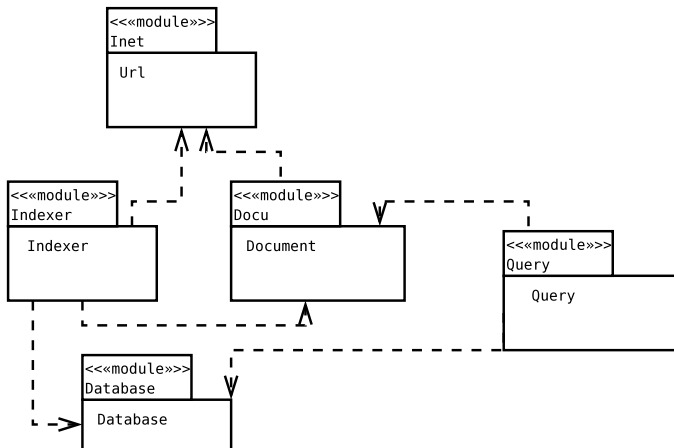 <<«module»>>
Inet
Url
<<«module»>>
Indexer
Indexer
<<«module»>>
Docu
Document
<<«module»>>
Query
Query
<<«module»>>
Database
Database